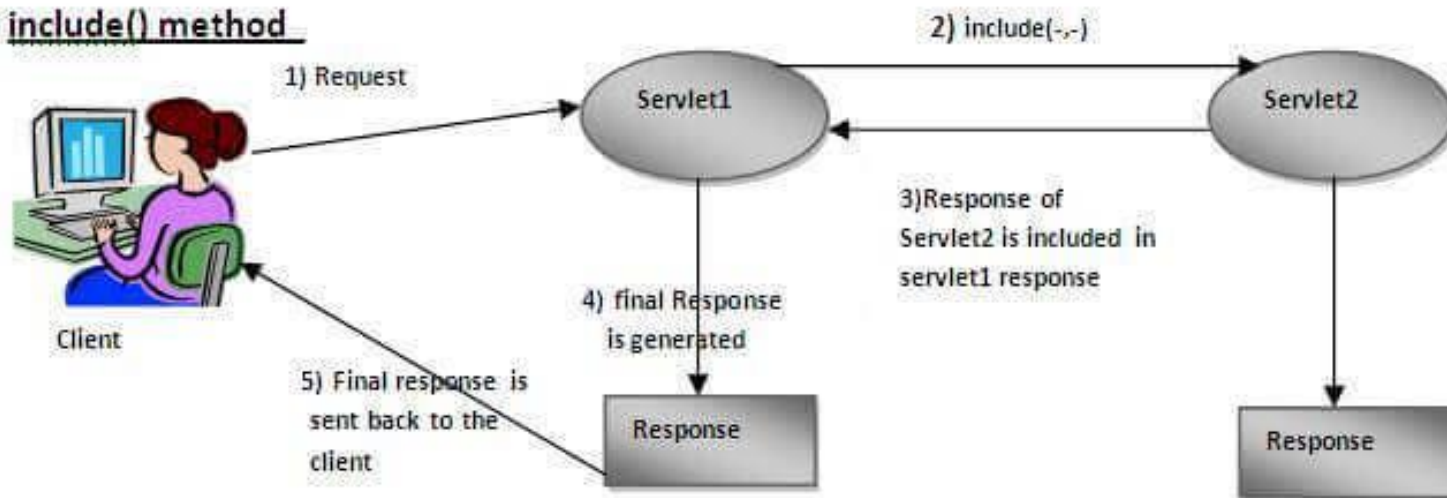 include() method
2) include(-,-)
1) Request
Servlet1
Servlet2
3)Response of
Servlet2 is included in
servlet1 response
4) final Response
is generated
Client
5) Final response is
sent back to the
client
Response
Response